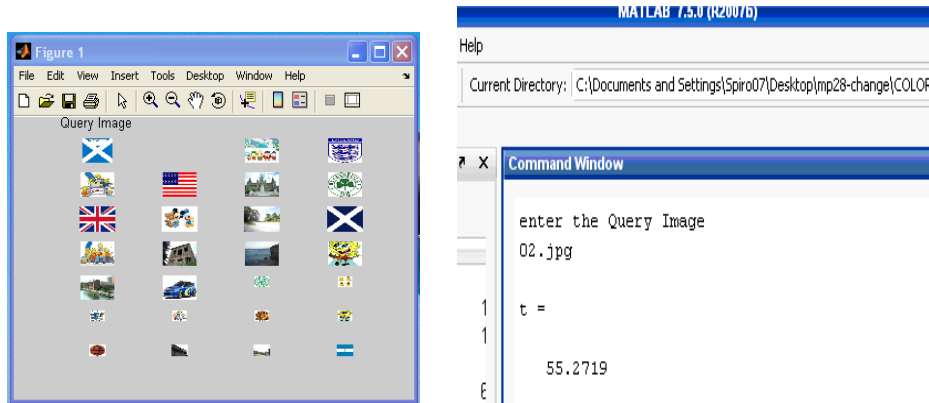 Figure 1
File Edit View Insert Tools Desktop Window Help
Query Image
MATLAB 7.5.0 (R2007b)
Help
Current Directory: C:\Documents and Settings\Spiro07\Desktop\mp28-change\COLOR
Command Window
enter the Query Image
02.jpg
t =
55.2719
1
1